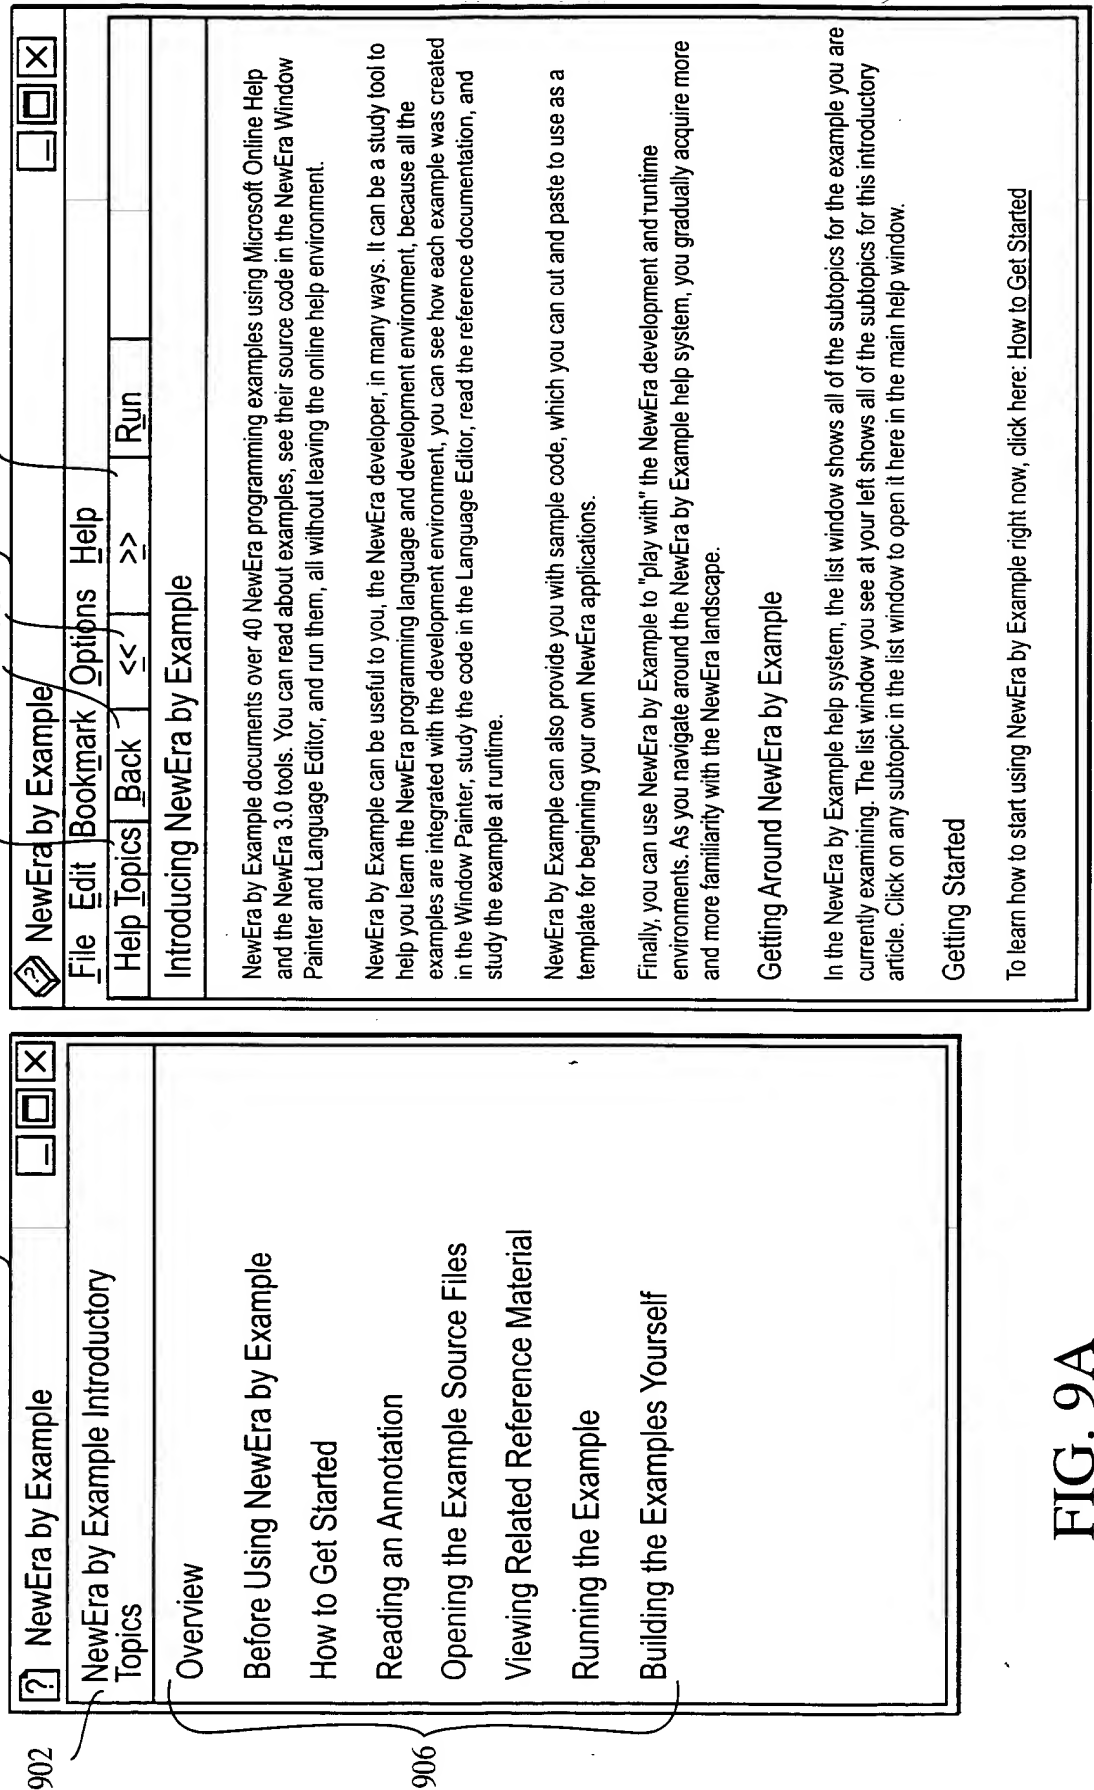 902
NewEra by Example
NewEra by Example Introductory
Topics
Overview
Before Using NewEra by Example
How to Get Started
Reading an Annotation
Opening the Example Source Files
Viewing Related Reference Material
Running the Example
Building the Examples Yourself
906
NewEra by Example
File Edit Bookmark Options Help
Help Topics Back << >> Run
Introducing NewEra by Example
NewEra by Example documents over 40 NewEra programming examples using Microsoft Online Help
and the NewEra 3.0 tools. You can read about examples, see their source code in the NewEra Window
Painter and Language Editor, and run them, all without leaving the online help environment.
NewEra by Example can be useful to you, the NewEra developer, in many ways. It can be a study tool to
help you learn the NewEra programming language and development environment, because all the
examples are integrated with the development environment, you can see how each example was created
in the Window Painter, study the code in the Language Editor, read the reference documentation, and
study the example at runtime.
NewEra by Example can also provide you with sample code, which you can cut and paste to use as a
template for beginning your own NewEra applications.
Finally, you can use NewEra by Example to "play with" the NewEra development and runtime
environments. As you navigate around the NewEra by Example help system, you gradually acquire more
and more familiarity with the NewEra landscape.
Getting Around NewEra by Example
In the NewEra by Example help system, the list window shows all of the subtopics for the example you are
currently examining. The list window you see at your left shows all of the subtopics for this introductory
article. Click on any subtopic in the list window to open it here in the main help window.
Getting Started
To learn how to start using NewEra by Example right now, click here: How to Get Started
FIG. 9A